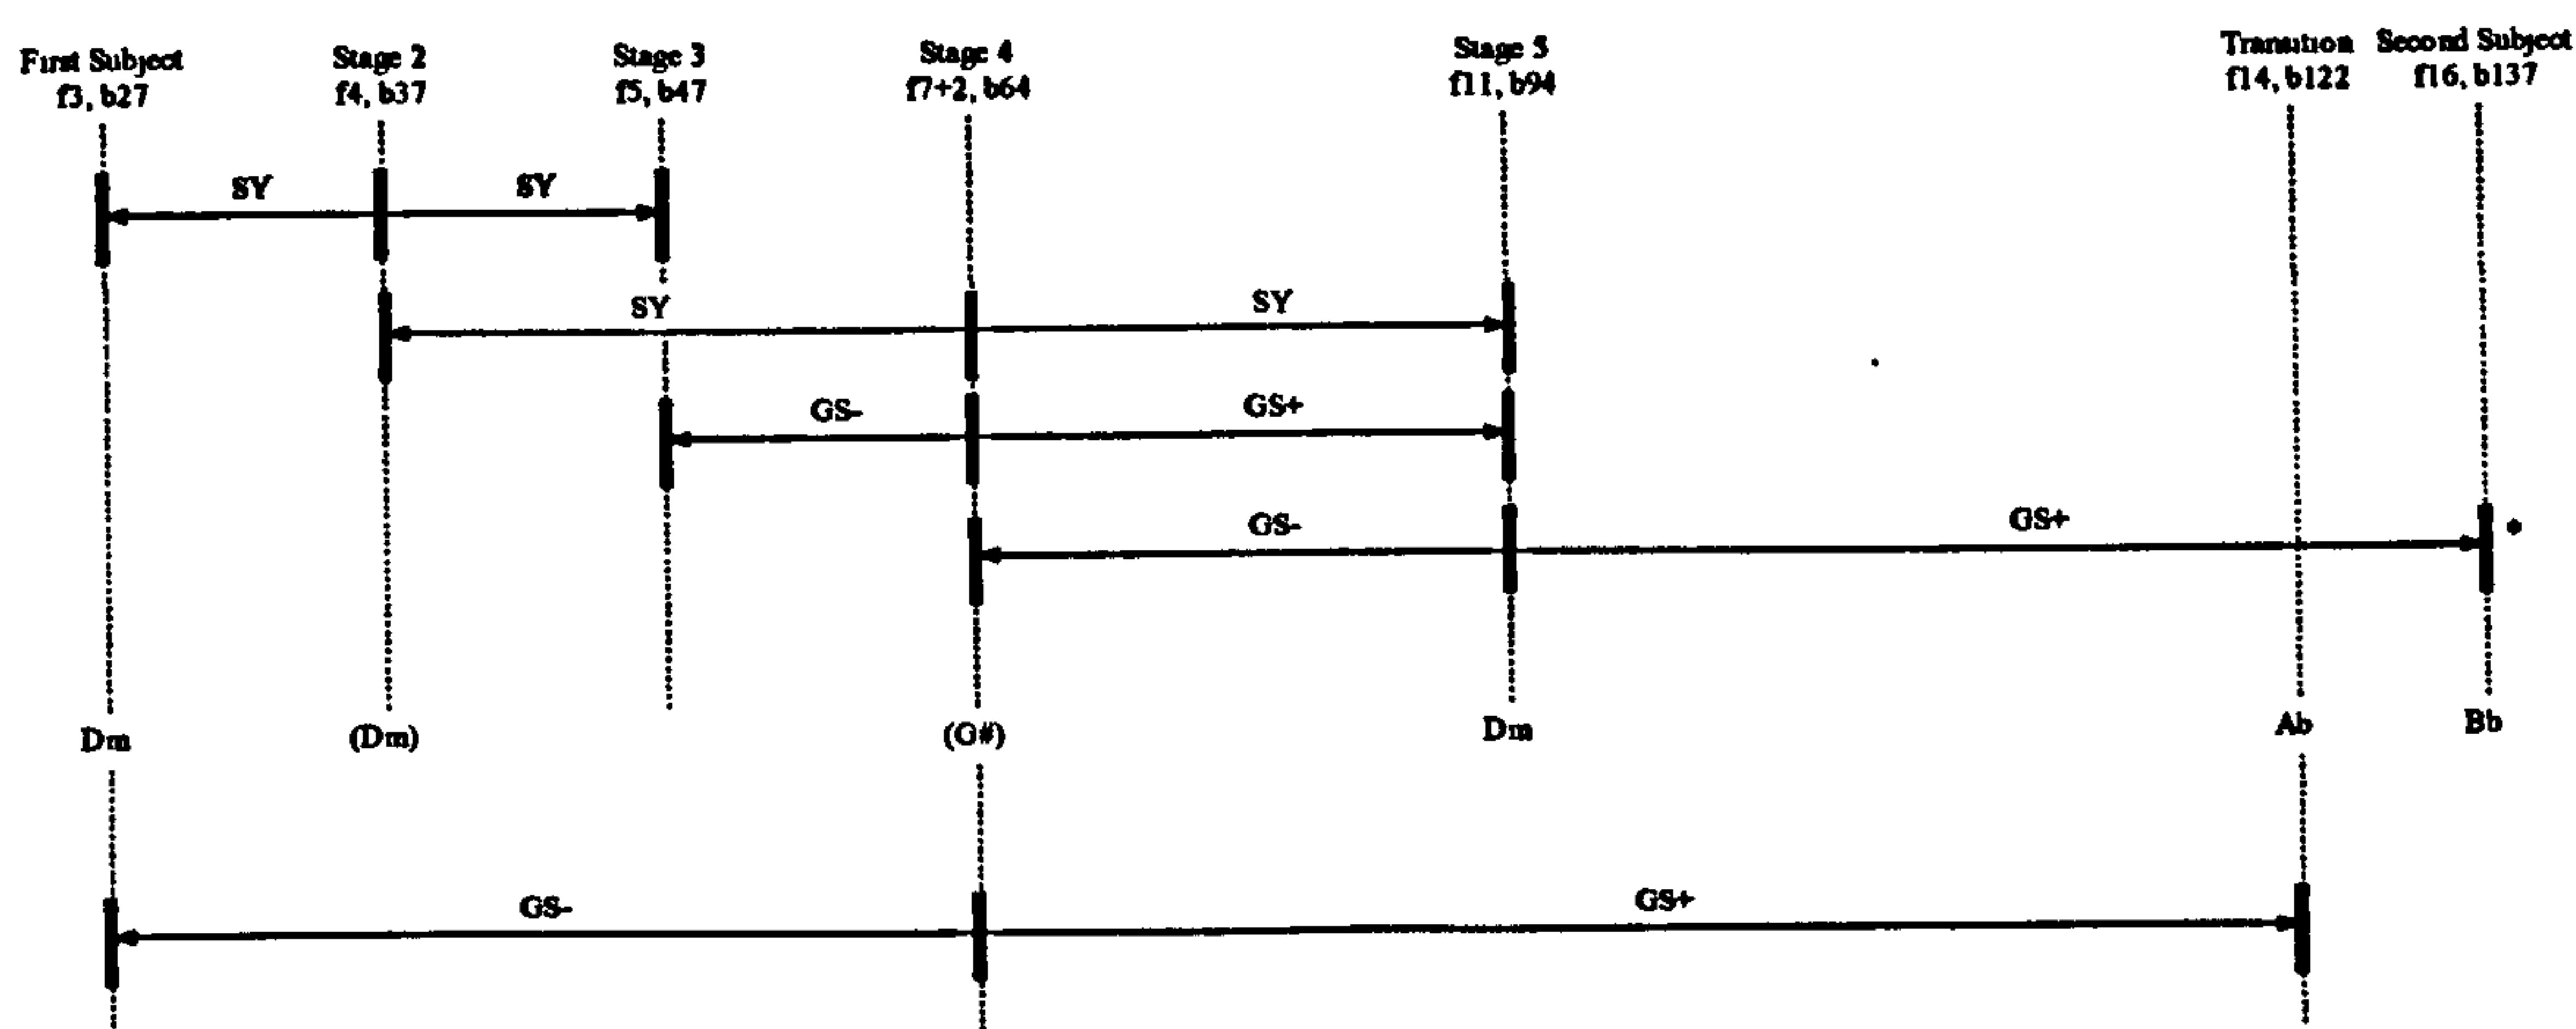 First Subject
f3, b27
Stage 2
f4, b37
Stage 3
f5, b47
Stage 4
f7+2, b64
Stage 5
f11, b94
Transition
f14, b122
Second Subject
f16, b137
SY SY
SY SY
GS- GS+
GS- GS+
*
Dm (Dm) (G#) Dm Ab Bb
GS- GS+